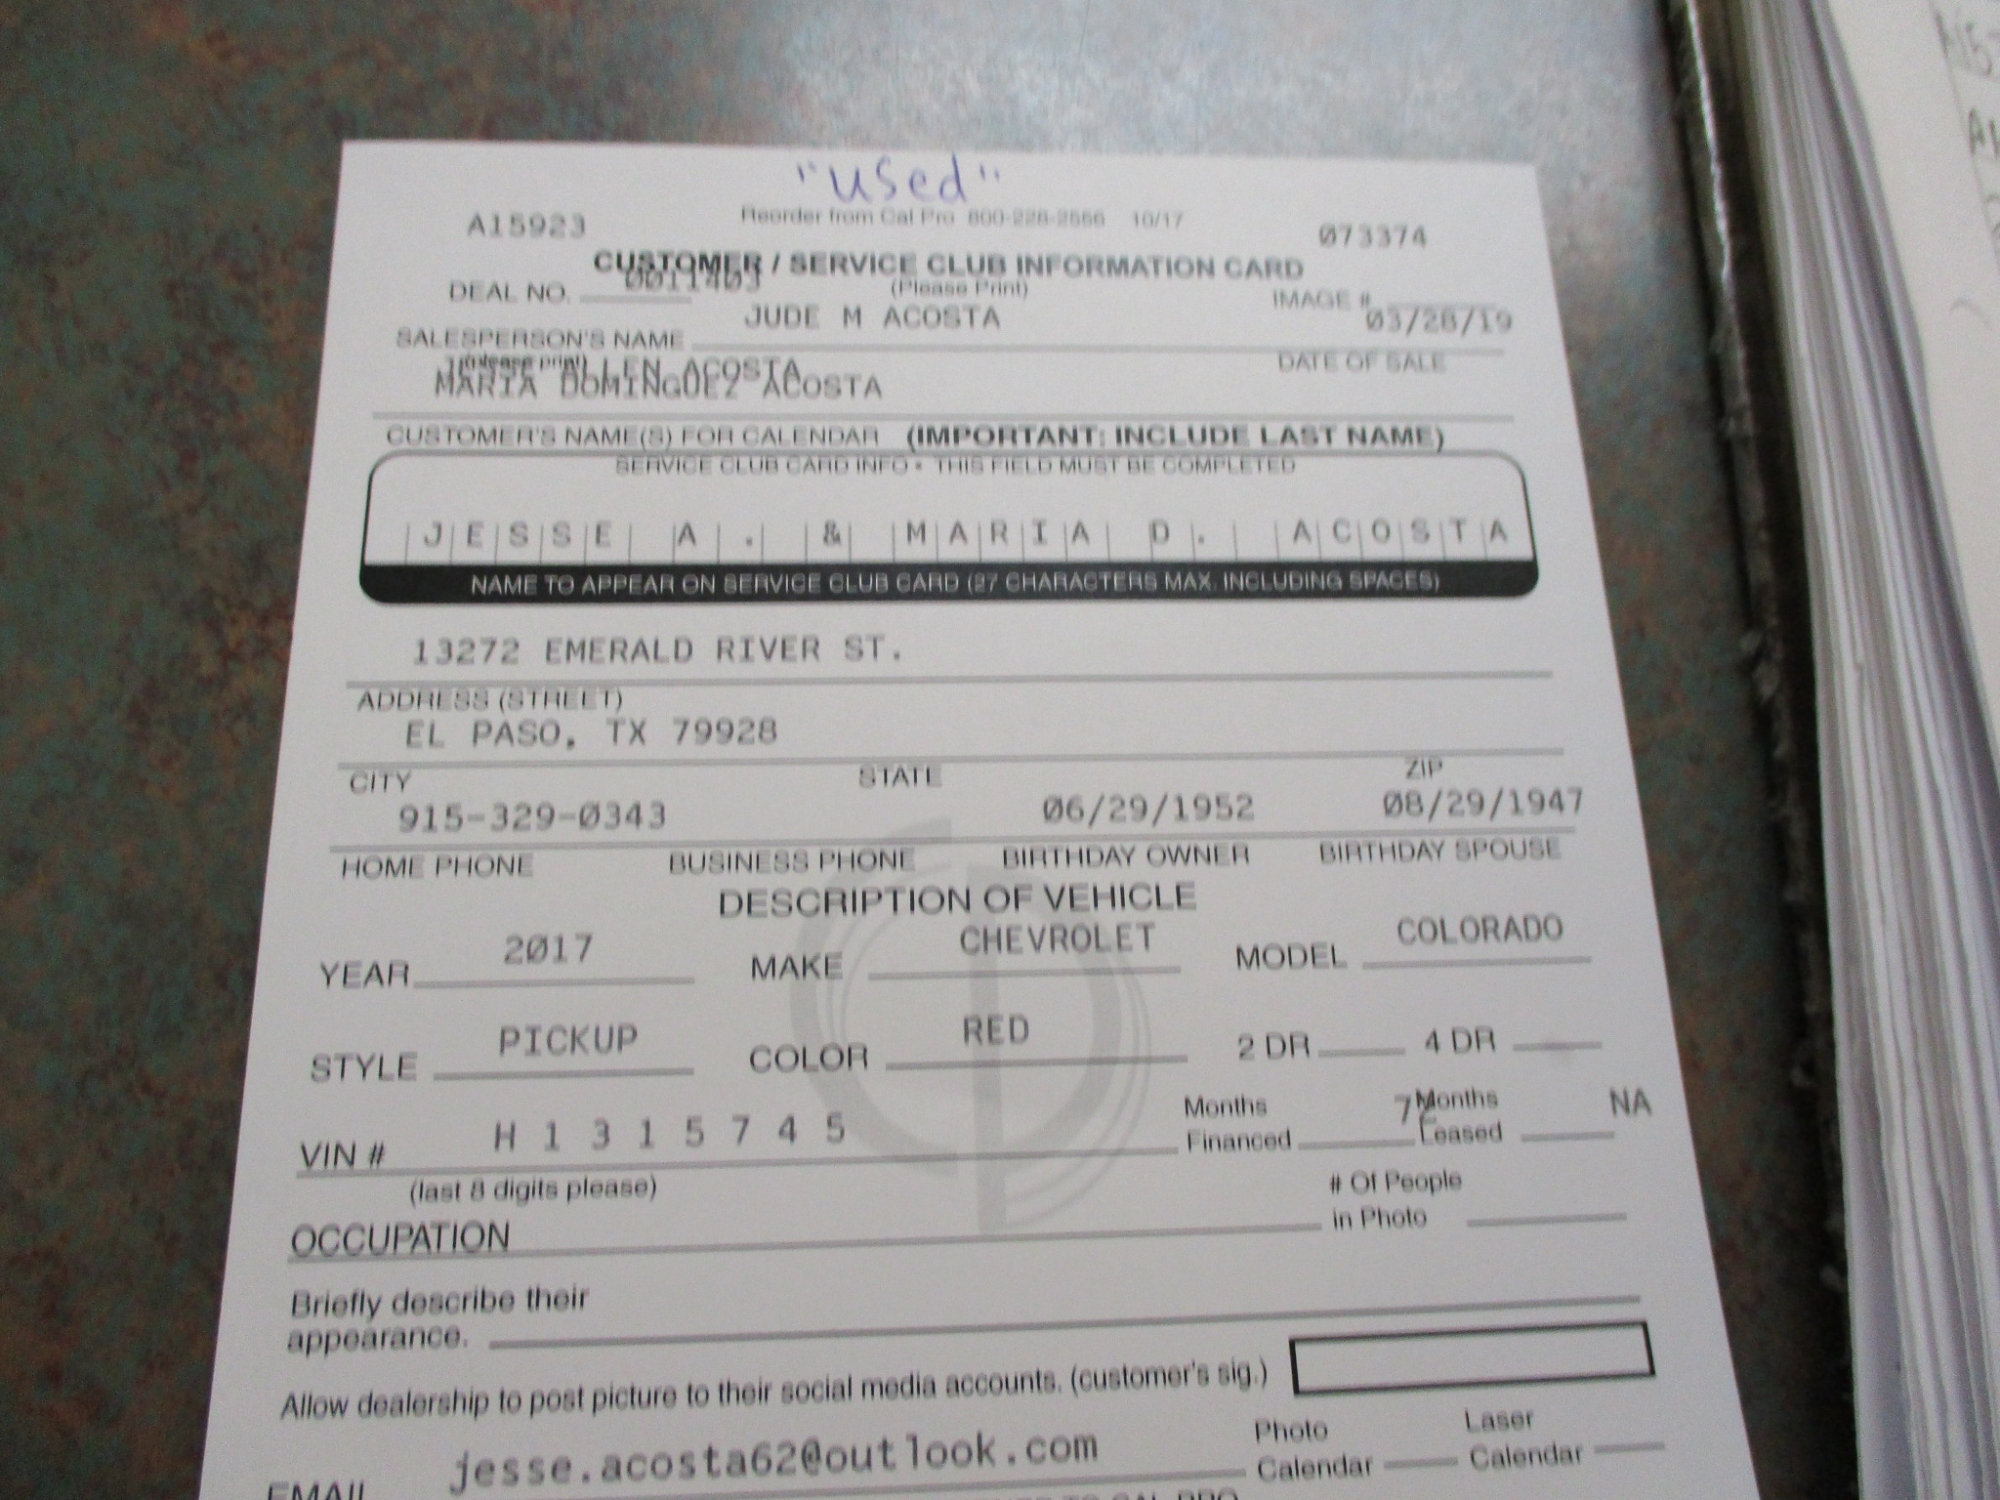 "used"
A15923 Reorder from Cal Pro 800-228-2556 10/17 073374
CUSTOMER / SERVICE CLUB INFORMATION CARD
DEAL NO. 0011403 (Please Print) IMAGE #
SALESPERSON'S NAME JUDE M ACOSTA 03/28/19
(please print) DATE OF SALE
ACOSTA
MARIA DOMINGUEZ ACOSTA
CUSTOMER'S NAME(S) FOR CALENDAR (IMPORTANT: INCLUDE LAST NAME)
SERVICE CLUB CARD INFO • THIS FIELD MUST BE COMPLETED
JESSE A. & MARIA D. ACOSTA
NAME TO APPEAR ON SERVICE CLUB CARD (27 CHARACTERS MAX. INCLUDING SPACES)
13272 EMERALD RIVER ST.
ADDRESS (STREET)
EL PASO, TX 79928
CITY STATE ZIP
915-329-0343 06/29/1952 08/29/1947
HOME PHONE BUSINESS PHONE BIRTHDAY OWNER BIRTHDAY SPOUSE
DESCRIPTION OF VEHICLE
YEAR 2017 MAKE CHEVROLET MODEL COLORADO
STYLE PICKUP COLOR RED 2 DR 4 DR
VIN # H 1 3 1 5 7 4 5 Months Financed Months Leased NA
(last 8 digits please)
OCCUPATION # Of People in Photo
Briefly describe their
appearance.
Allow dealership to post picture to their social media accounts. (customer's sig.)
EMAIL jesse.acosta62@outlook.com Photo Calendar Laser Calendar